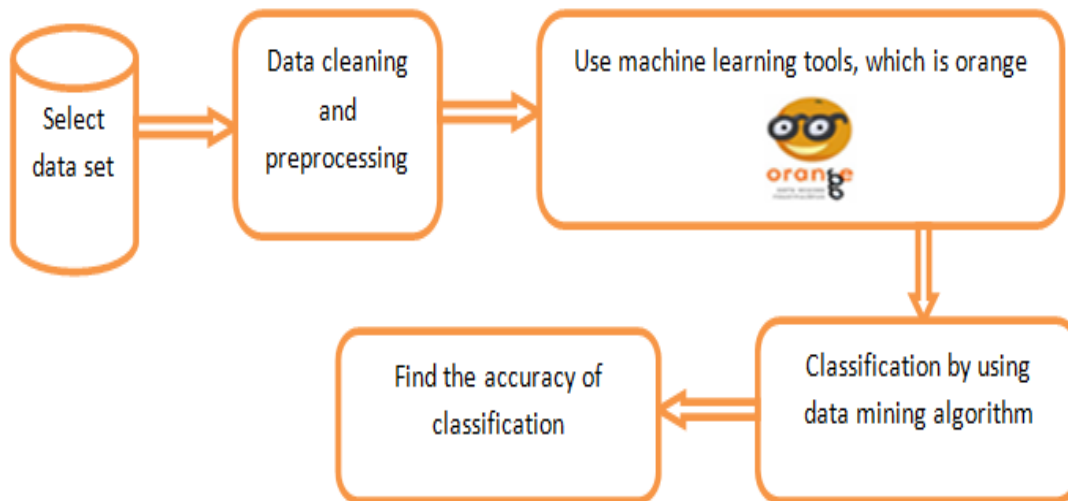 Select
data set
Data cleaning
and
preprocessing
Use machine learning tools, which is orange
orange
Classification by using
data mining algorithm
Find the accuracy of
classification